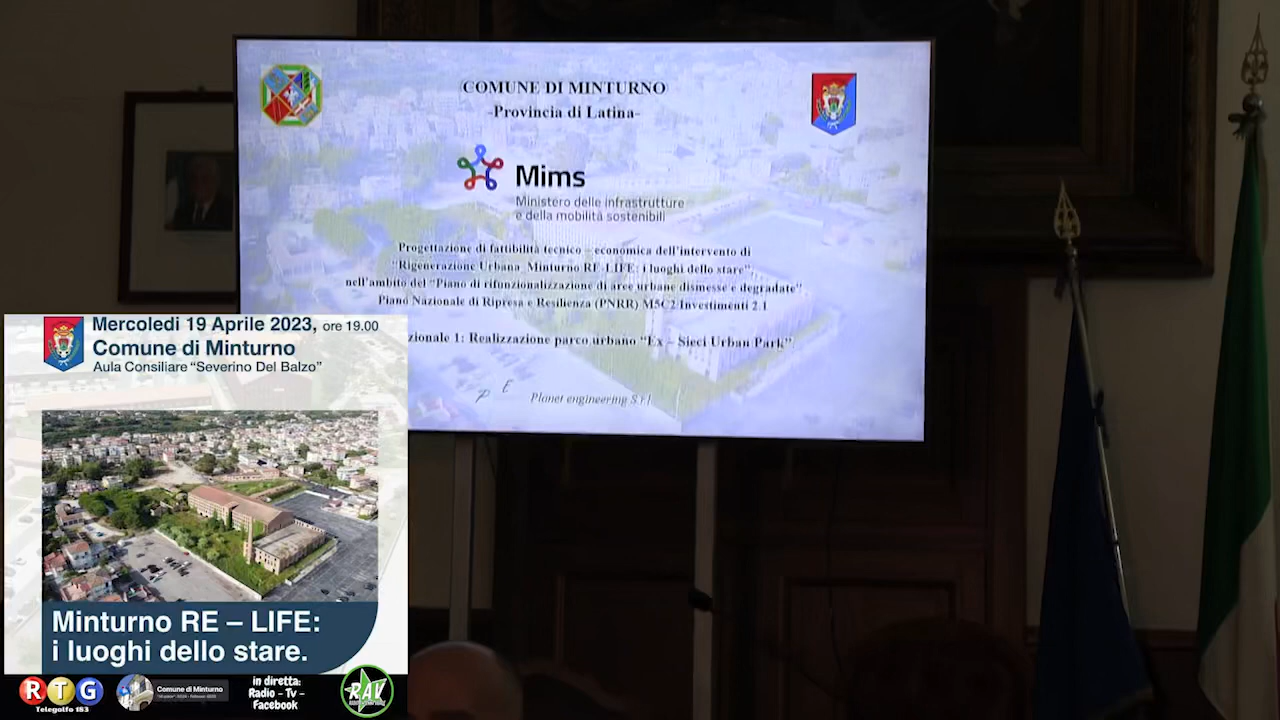 COMUNE DI MINTURNO
-Provincia di Latina-
Mims
Ministero delle infrastrutture
e della mobilità sostenibili
Progettazione di fattibilità tecnico – economica dell'intervento di
"Rigenerazione Urbana Minturno RE-LIFE: i luoghi dello stare",
nell'ambito del "Piano di rifunzionalizzazione di aree urbane dismesse e degradate"
Piano Nazionale di Ripresa e Resilienza (PNRR) M5C2 Investimenti 2.1
zionale 1: Realizzazione parco urbano "Ex – Sieci Urban Park"
P E Planet engineering S.r.l.
Mercoledì 19 Aprile 2023, ore 19.00
Comune di Minturno
Aula Consiliare "Severino Del Balzo"
Minturno RE – LIFE:
i luoghi dello stare.
RTG
Telegolfo 183
Comune di Minturno
in diretta:
Radio - Tv -
Facebook
RAV